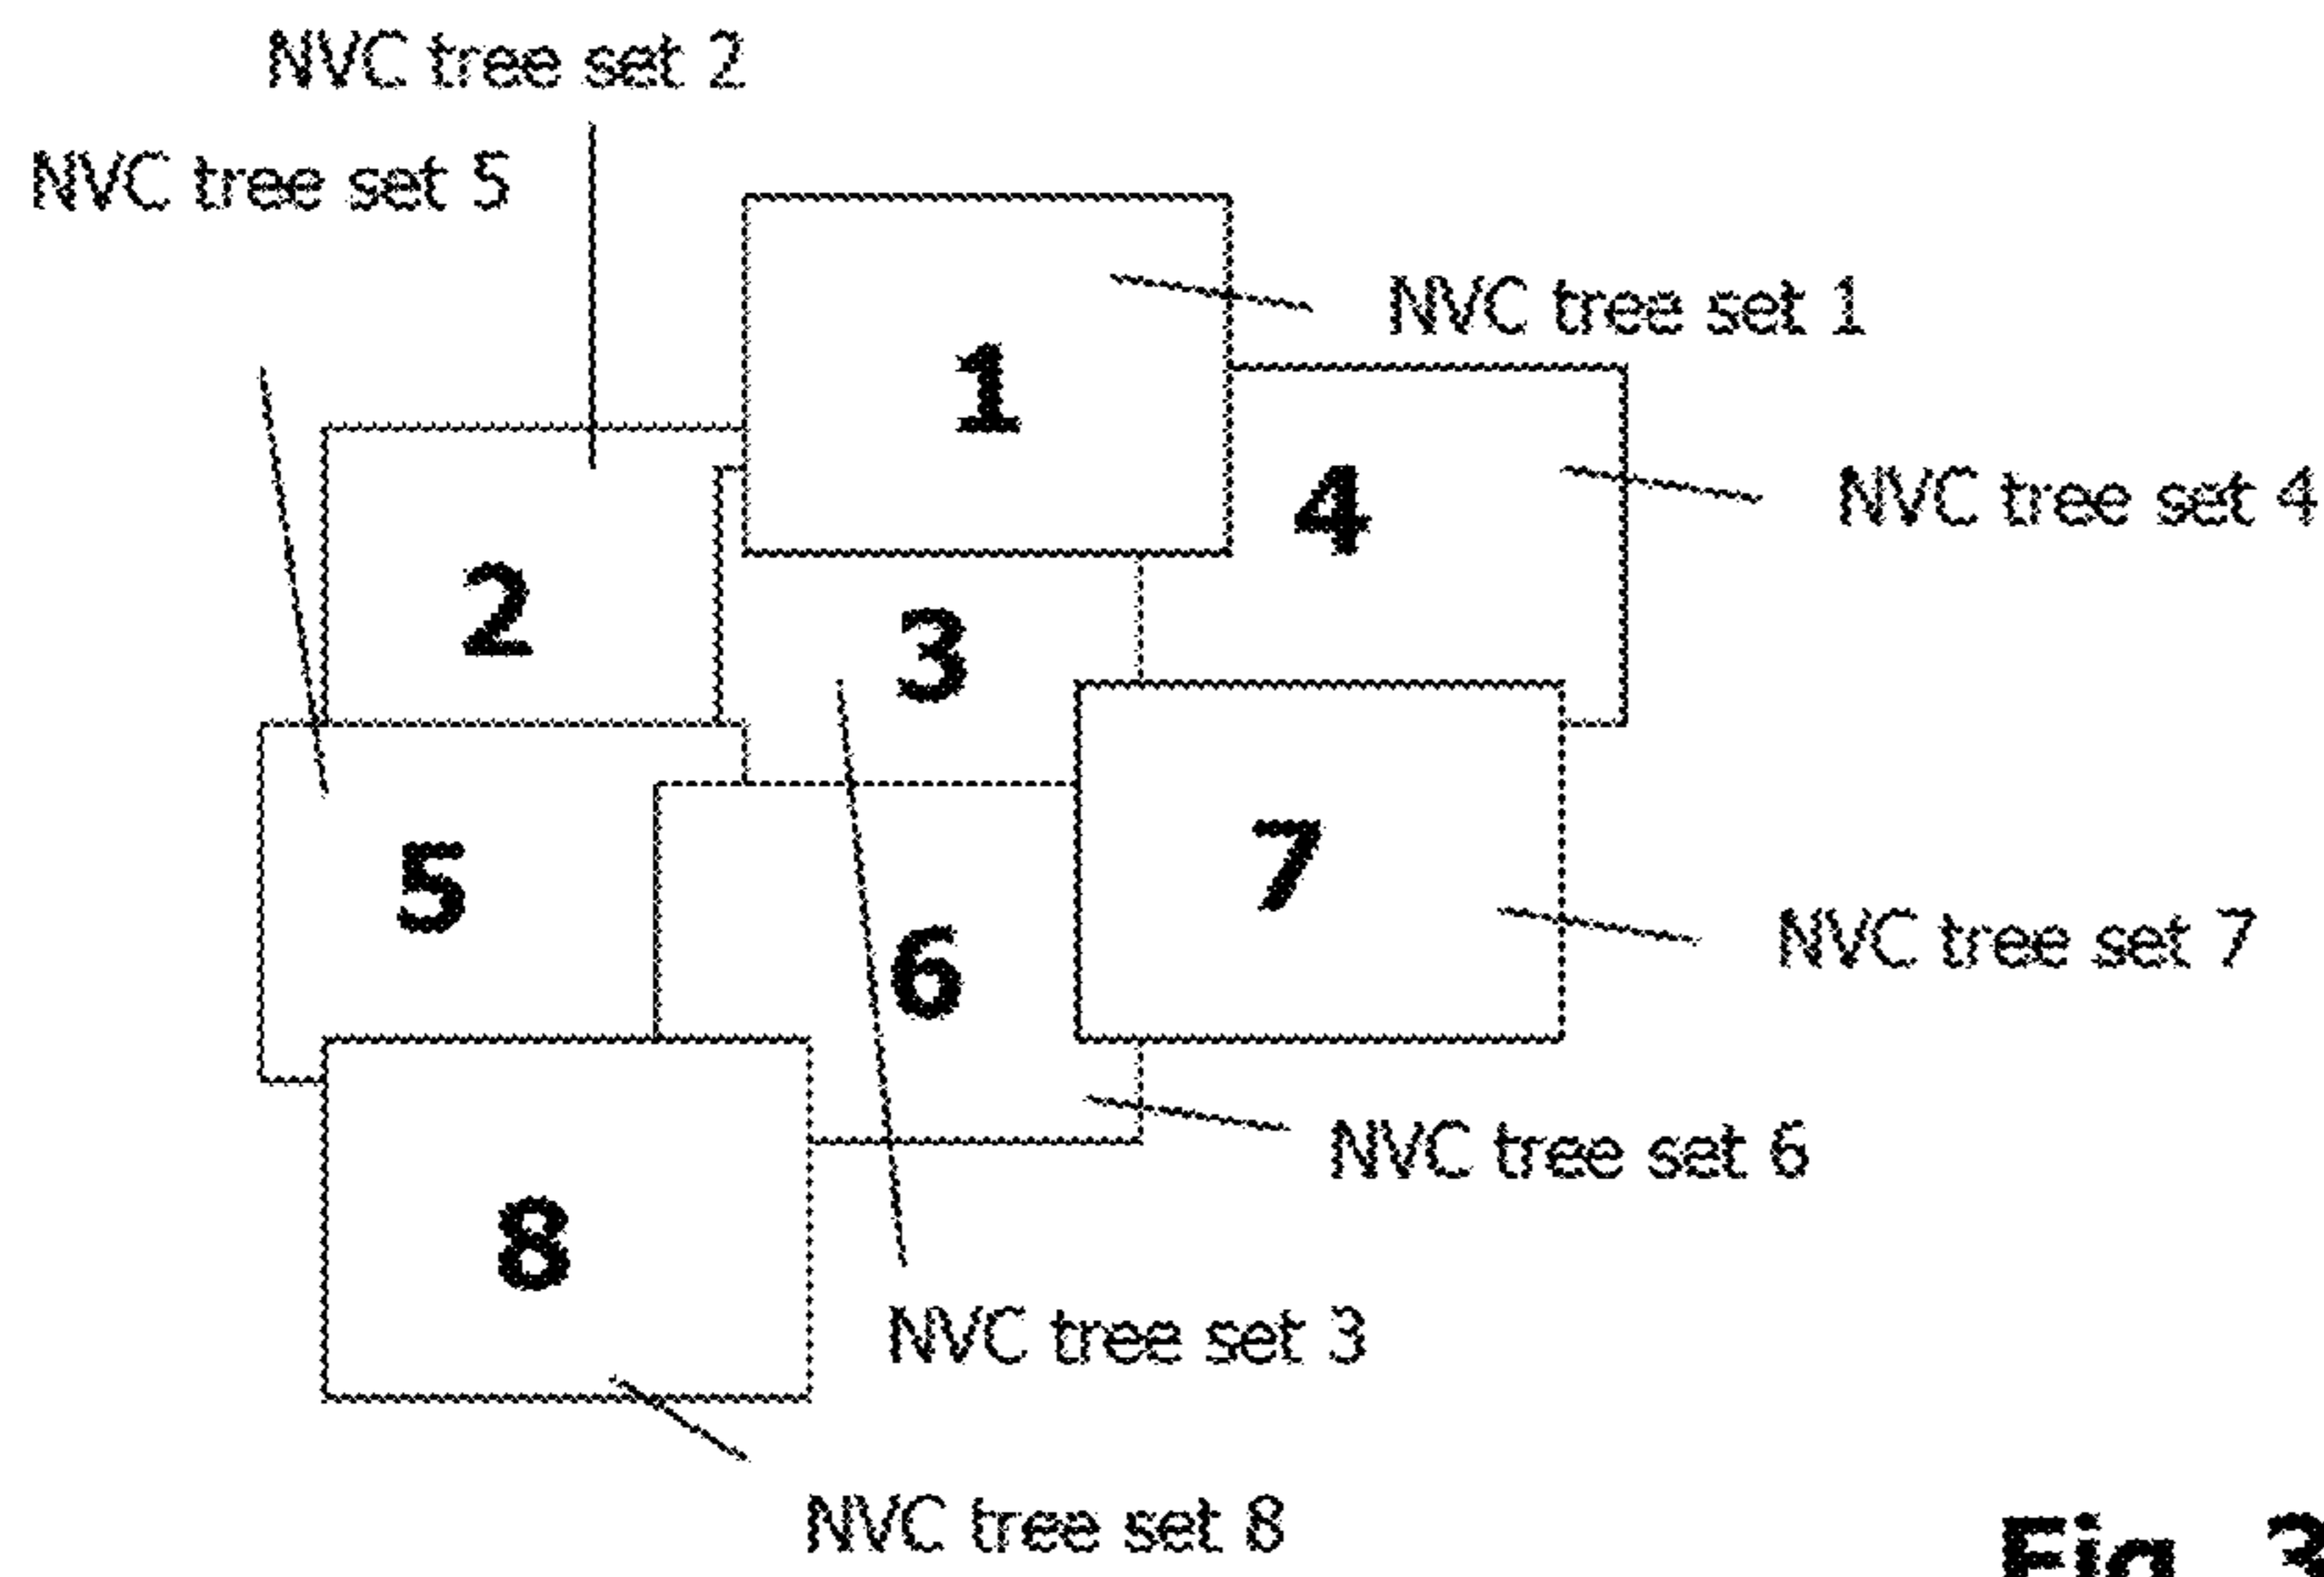 NVC tree set 2
NVC tree set 5
NVC tree set 1
1
4
NVC tree set 4
2
3
7
5
NVC tree set 7
6
NVC tree set 6
8
NVC tree set 3
NVC tree set 8
Fig. 3